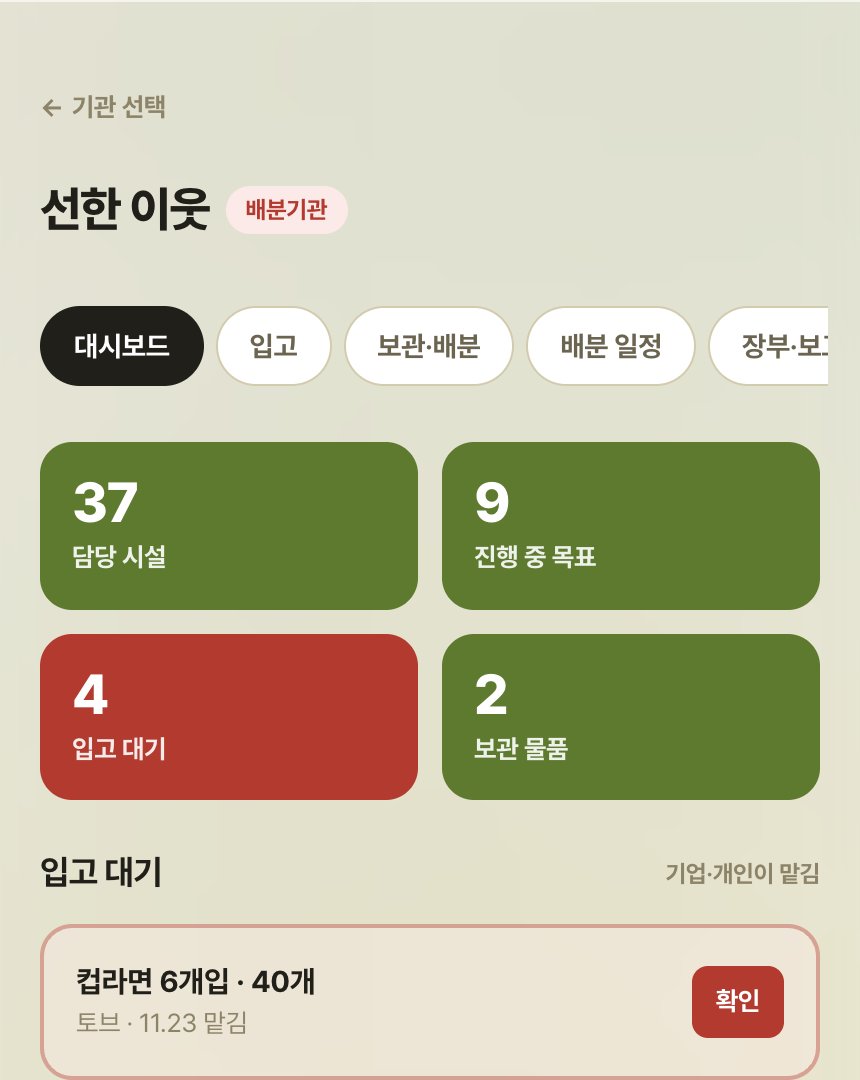 ← 기관 선택
선한 이웃 배분기관
대시보드 입고 보관·배분 배분 일정 장부·보
37
담당 시설
9
진행 중 목표
4
입고 대기
2
보관 물품
입고 대기 기업·개인이 맡김
컵라면 6개입 · 40개
토브 · 11.23 맡김
확인